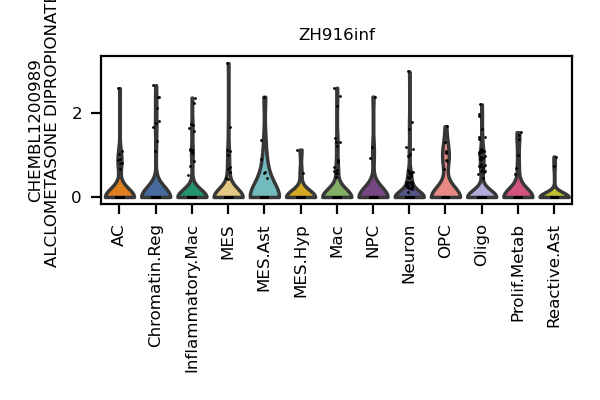 ZH916inf
CHEMBL1200989
ALCLOMETASONE DIPROPIONATE
2
0
AC
Chromatin.Reg
Inflammatory.Mac
MES
MES.Ast
MES.Hyp
Mac
NPC
Neuron
OPC
Oligo
Prolif.Metab
Reactive.Ast